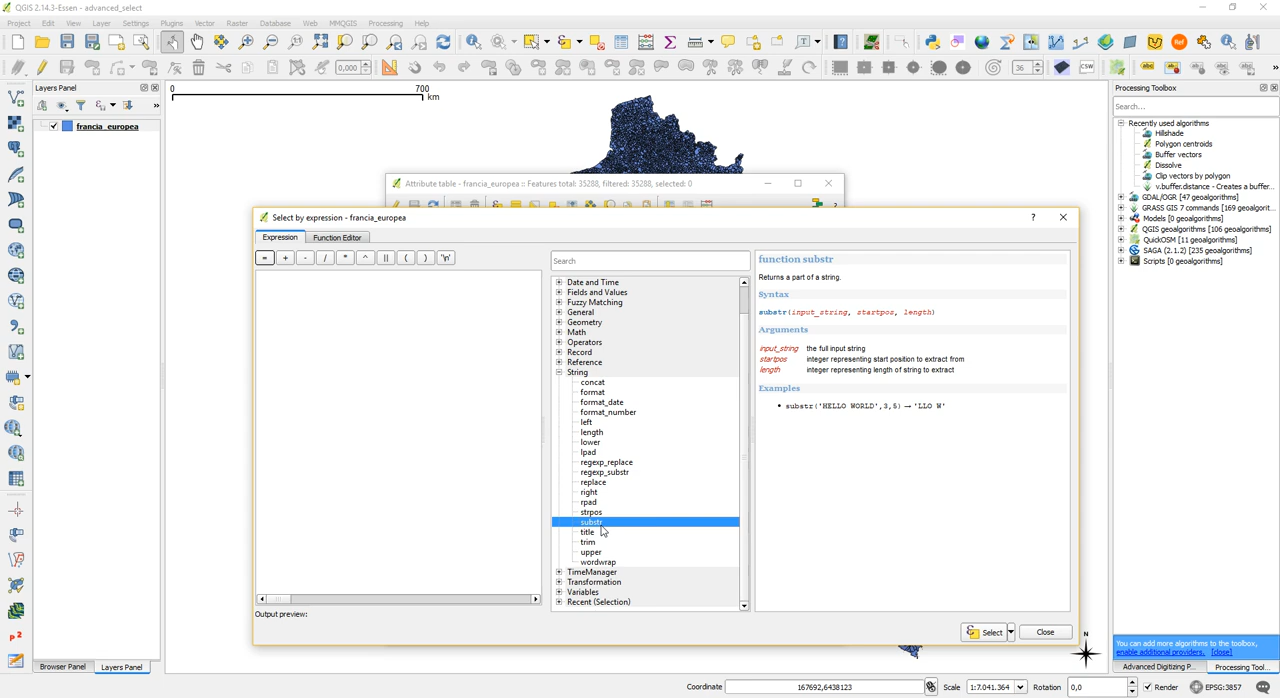 QGIS 2.14.3-Essen - advanced_select
Project Edit View Layer Settings Plugins Vector Raster Database Web MMQGIS Processing Help
0,000
36
CSW
Layers Panel
francia_europea
0 700 km
Attribute table - francia_europea :: Features total: 35288, filtered: 35288, selected: 0
Select by expression - francia_europea
?
Expression Function Editor
= + - / * ^ || ( ) '\n'
Search
Date and Time
Fields and Values
Fuzzy Matching
General
Geometry
Math
Operators
Record
Reference
String
concat
format
format_date
format_number
left
length
lower
lpad
regexp_replace
regexp_substr
replace
right
rpad
strpos
substr
title
trim
upper
wordwrap
TimeManager
Transformation
Variables
Recent (Selection)
function substr
Returns a part of a string.
Syntax
substr(input_string, startpos, length)
Arguments
input_string the full input string
startpos integer representing start position to extract from
length integer representing length of string to extract
Examples
• substr('HELLO WORLD',3,5) → 'LLO W'
Output preview:
Select Close
Processing Toolbox
Search...
Recently used algorithms
Hillshade
Polygon centroids
Buffer vectors
Dissolve
Clip vectors by polygon
v.buffer.distance - Creates a buffer...
GDAL/OGR [47 geoalgorithms]
GRASS GIS 7 commands [169 geoalgorit...
Models [0 geoalgorithms]
QGIS geoalgorithms [106 geoalgorithms]
QuickOSM [11 geoalgorithms]
SAGA (2.1.2) [235 geoalgorithms]
Scripts [0 geoalgorithms]
You can add more algorithms to the toolbox,
enable additional providers. [close]
N
Browser Panel Layers Panel
Advanced Digitizing P... Processing Tool...
Coordinate 167692,6438123 Scale 1:7.041.364 Rotation 0,0 Render EPSG:3857